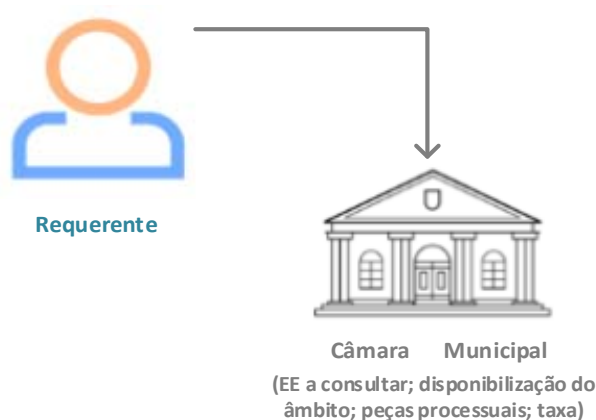 Requerente
Câmara Municipal
(EE a consultar; disponibilização do
âmbito; peças processuais; taxa)